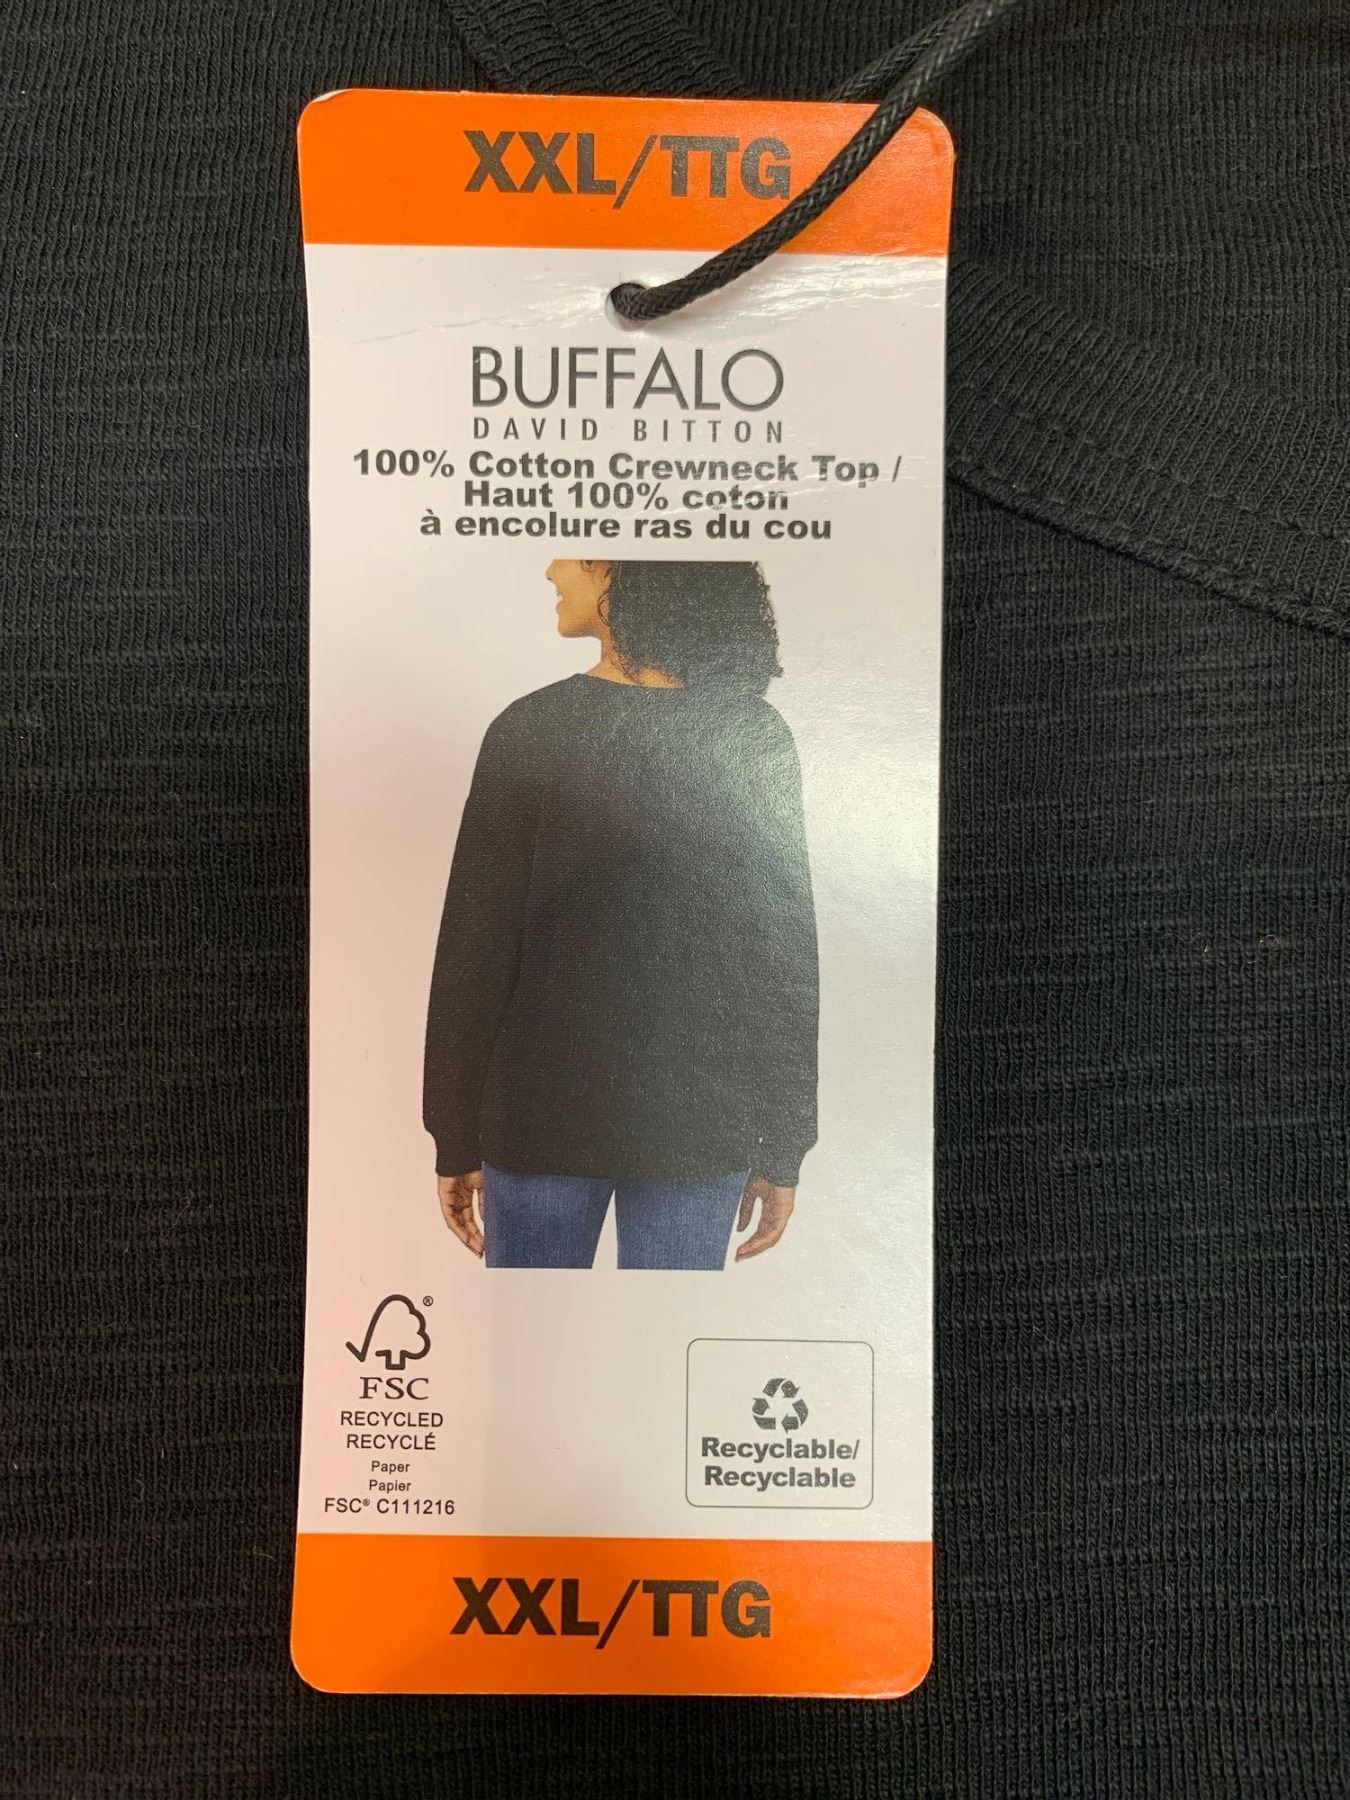 XXL/TTG
BUFFALO
DAVID BITTON
100% Cotton Crewneck Top /
Haut 100% coton
à encolure ras du cou
®
FSC
RECYCLED
RECYCLÉ
Paper
Papier
FSC® C111216
Recyclable/
Recyclable
XXL/TTG